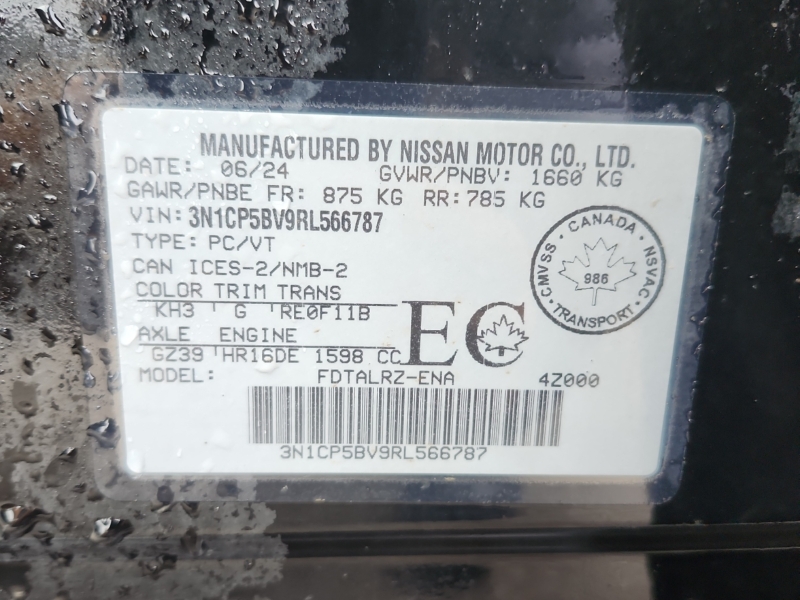 MANUFACTURED BY NISSAN MOTOR CO., LTD.
DATE: 06/24 GVWR/PNBV: 1660 KG
GAWR/PNBE FR: 875 KG RR: 785 KG
VIN: 3N1CP5BV9RL566787
TYPE: PC/VT
CAN ICES-2/NMB-2
COLOR TRIM TRANS
KH3 G RE0F11B
AXLE ENGINE
GZ39 HR16DE 1598 CC
EC
CANADA
CMVSS 986 NSVAC
TRANSPORT
MODEL: FDTALRZ-ENA 4Z000
3N1CP5BV9RL566787